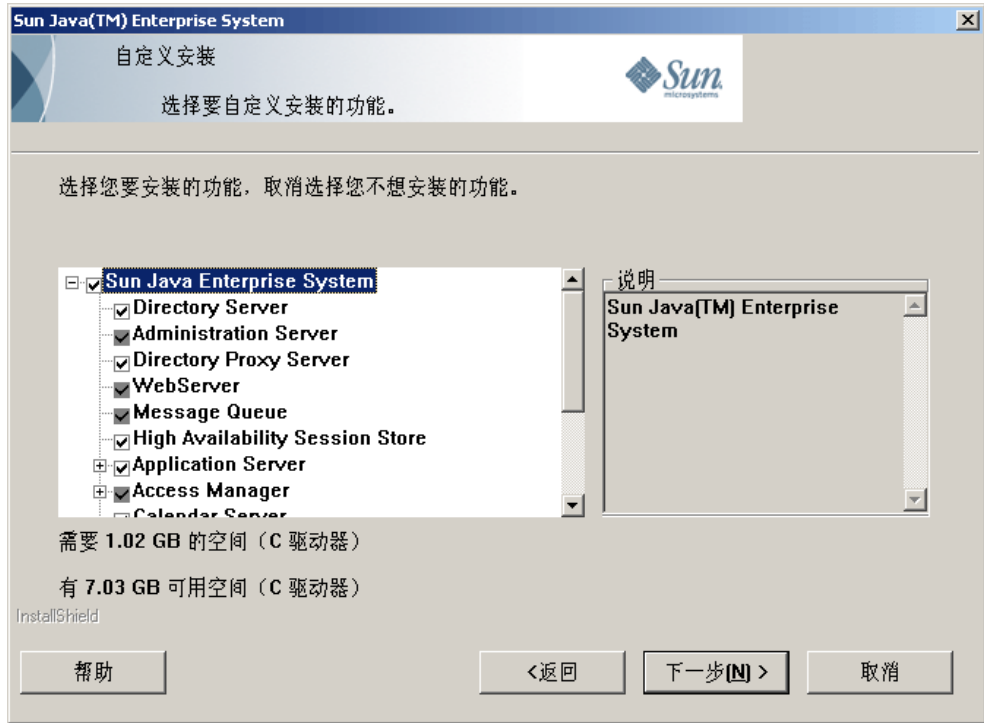 Sun Java(TM) Enterprise System
自定义安装
选择要自定义安装的功能。
Sun
microsystems
选择您要安装的功能，取消选择您不想安装的功能。
Sun Java Enterprise System
Directory Server
Administration Server
Directory Proxy Server
WebServer
Message Queue
High Availability Session Store
Application Server
Access Manager
Calendar Server
说明
Sun Java(TM) Enterprise
System
需要 1.02 GB 的空间（C 驱动器）
有 7.03 GB 可用空间（C 驱动器）
InstallShield
帮助
<返回
下一步(N) >
取消